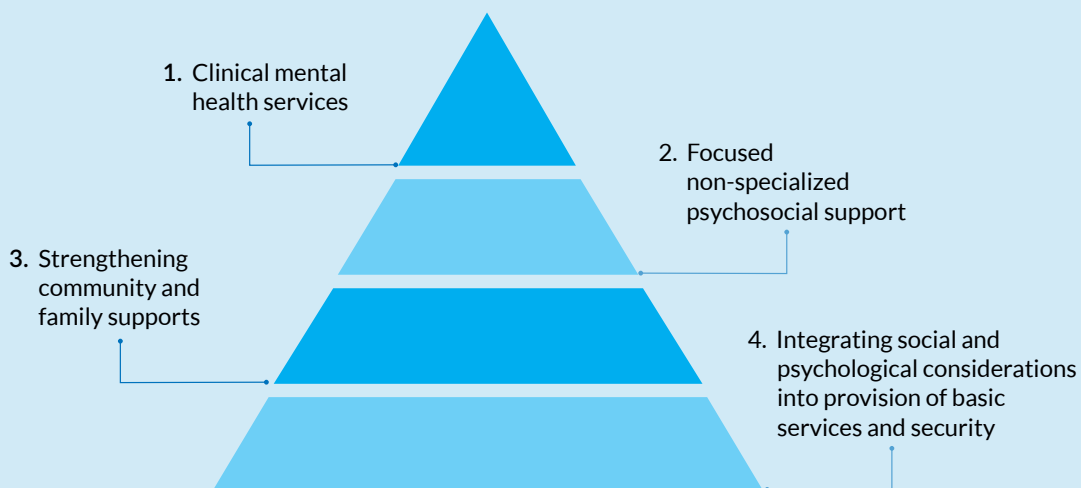 1. Clinical mental
health services
2. Focused
non-specialized
psychosocial support
3. Strengthening
community and
family supports
4. Integrating social and
psychological considerations
into provision of basic
services and security